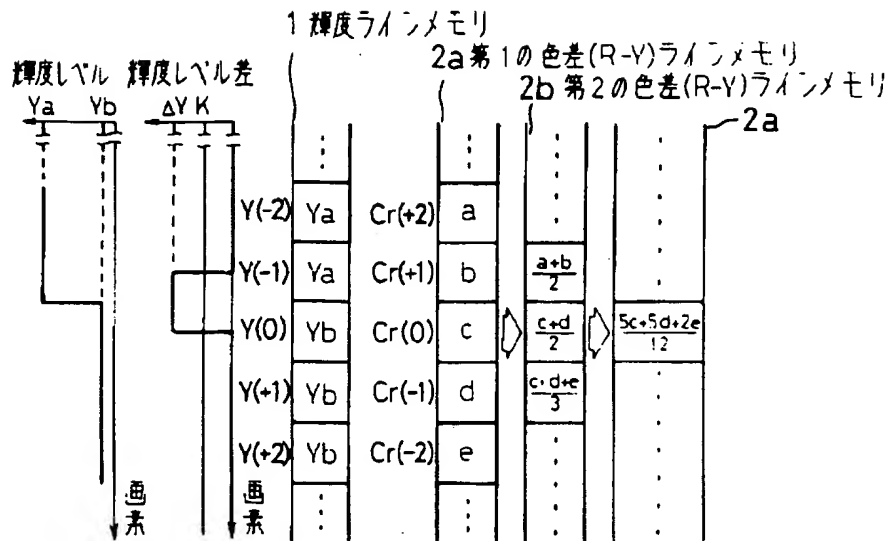 1 輝度ラインメモリ
2a 第1の色差(R-Y)ラインメモリ
2b 第2の色差(R-Y)ラインメモリ
2a
輝度レベル 輝度レベル差
Ya Yb ΔY K
Y(-2) Ya Cr(+2) a
Y(-1) Ya Cr(+1) b a+b/2
Y(0) Yb Cr(0) c c+d/2 5c+5d+2e/12
Y(+1) Yb Cr(-1) d c+d+e/3
Y(+2) Yb Cr(-2) e
画素 画素